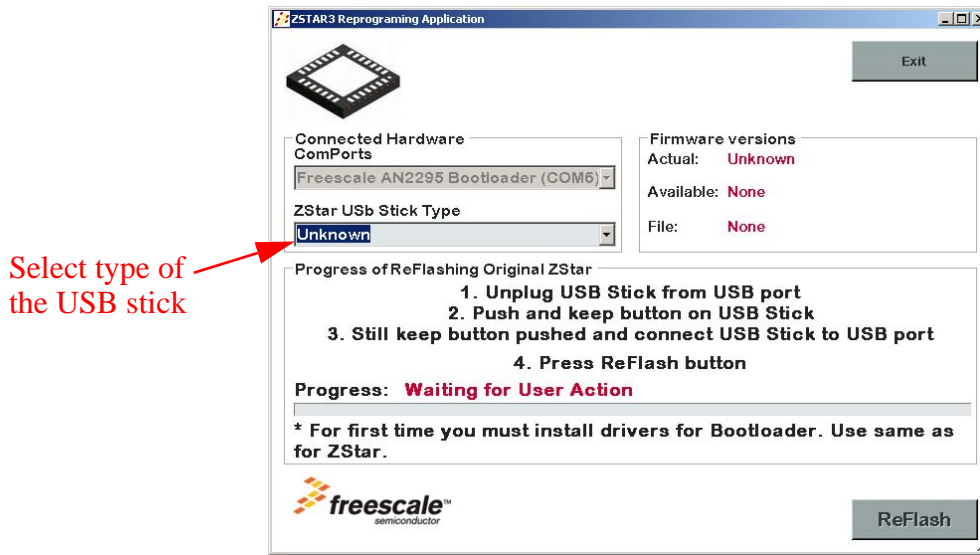 ZSTAR3 Reprograming Application
Exit
Connected Hardware
ComPorts
Freescale AN2295 Bootloader (COM6)
ZStar USb Stick Type
Unknown
Firmware versions
Actual: Unknown
Available: None
File: None
Select type of
the USB stick
Progress of ReFlashing Original ZStar
1. Unplug USB Stick from USB port
2. Push and keep button on USB Stick
3. Still keep button pushed and connect USB Stick to USB port
4. Press ReFlash button
Progress: Waiting for User Action
* For first time you must install drivers for Bootloader. Use same as
for ZStar.
freescale™
semiconductor
ReFlash